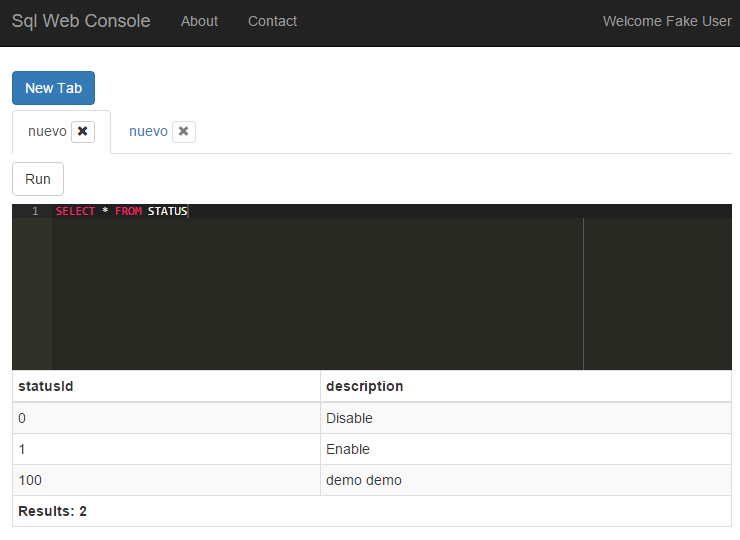 Sql Web Console About Contact Welcome Fake User
New Tab
nuevo ✖ nuevo ✖
Run
1 SELECT * FROM STATUS
statusId description
0 Disable
1 Enable
100 demo demo
Results: 2